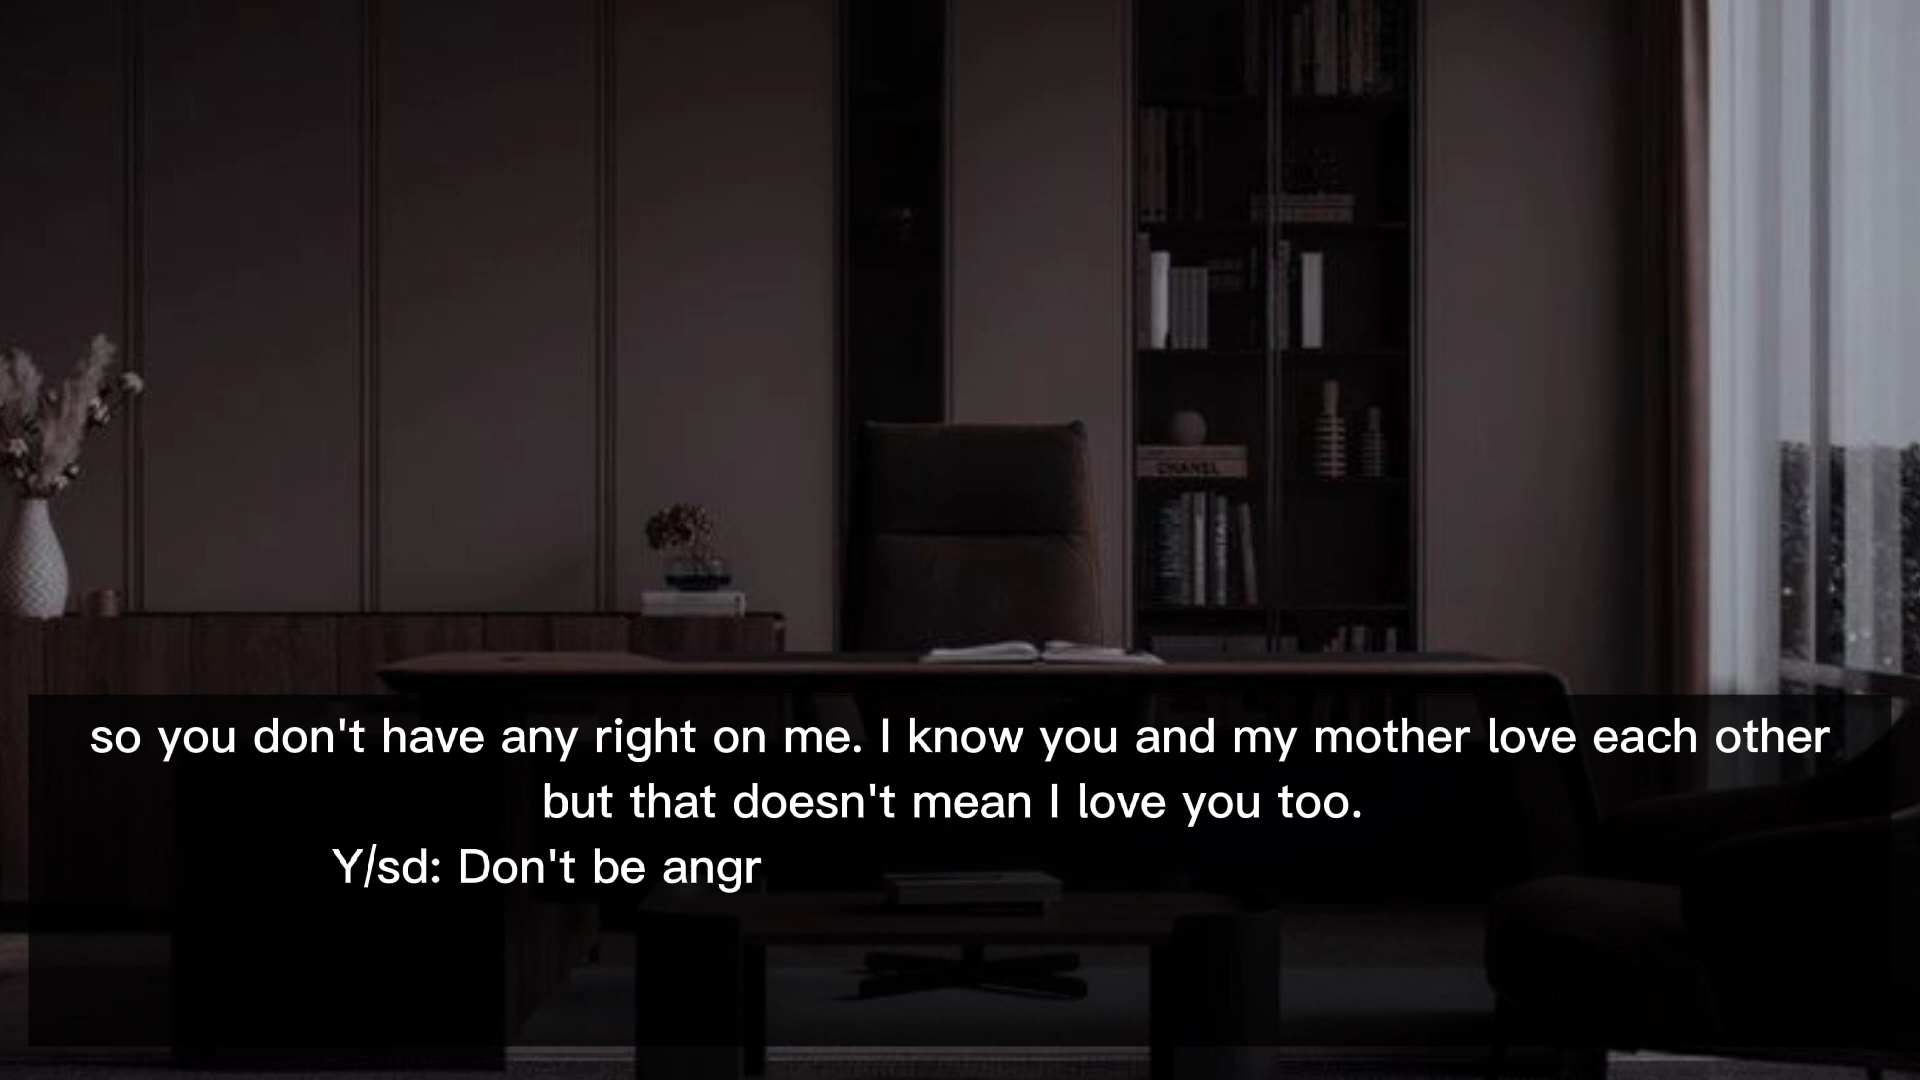 CHANEL
so you don't have any right on me. I know you and my mother love each other
but that doesn't mean I love you too.
Y/sd: Don't be angr